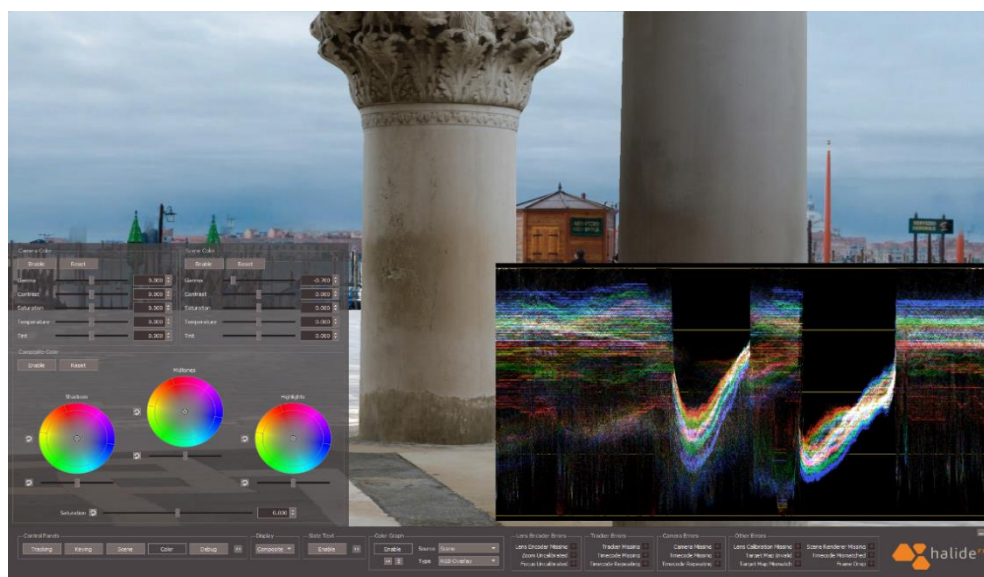 Camera Color
Enable Reset
Gamma 0.000
Contrast 0.000
Saturation 0.000
Temperature 0.000
Tint 0.000
Scene Color
Enable Reset
Gamma -0.700
Contrast 0.000
Saturation 0.000
Temperature 0.000
Tint 0.000
Composite Color
Enable Reset
Shadows
Midtones
Highlights
Saturation 0.000
Control Panels
Tracking Keying Scene Color Debug
Display
Composite
Slate Text
Enable
Color Graph
Enable Source Scene
Type RGB Overlay
Lens Encoder Errors
Lens Encoder Missing
Zoom Uncalibrated
Focus Uncalibrated
Tracker Errors
Tracker Missing
Timecode Missing
Timecode Repeating
Camera Errors
Camera Missing
Timecode Missing
Timecode Repeating
Other Errors
Lens Calibration Missing Scene Renderer Missing
Target Map Invalid Timecode Mismatched
Target Map Mismatch Frame Drop
halide